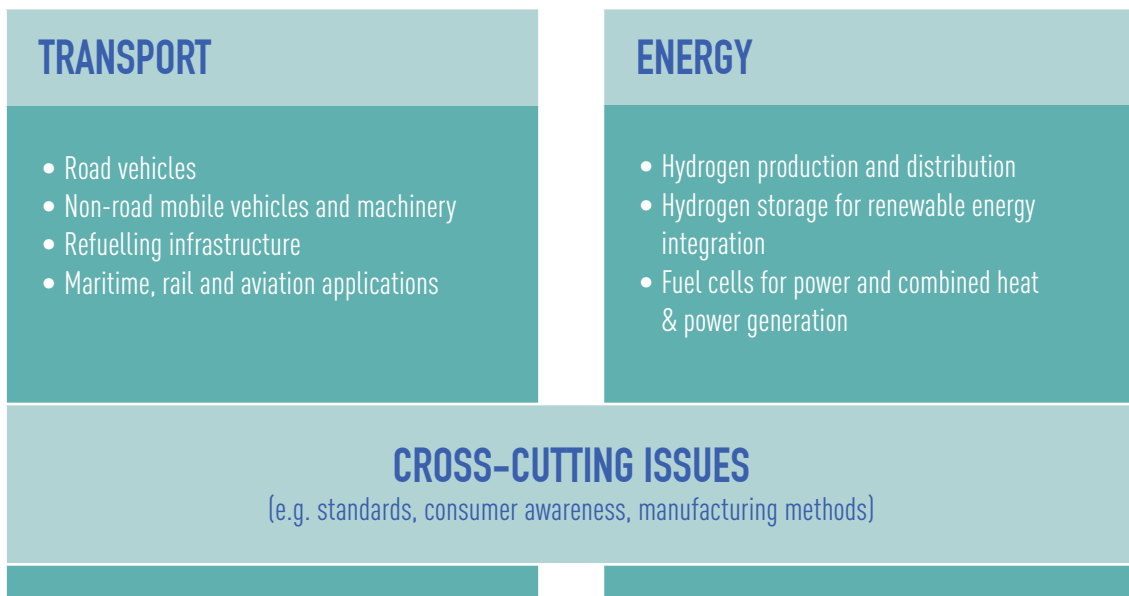 TRANSPORT
• Road vehicles
• Non-road mobile vehicles and machinery
• Refuelling infrastructure
• Maritime, rail and aviation applications
ENERGY
• Hydrogen production and distribution
• Hydrogen storage for renewable energy
integration
• Fuel cells for power and combined heat
& power generation
CROSS-CUTTING ISSUES
(e.g. standards, consumer awareness, manufacturing methods)